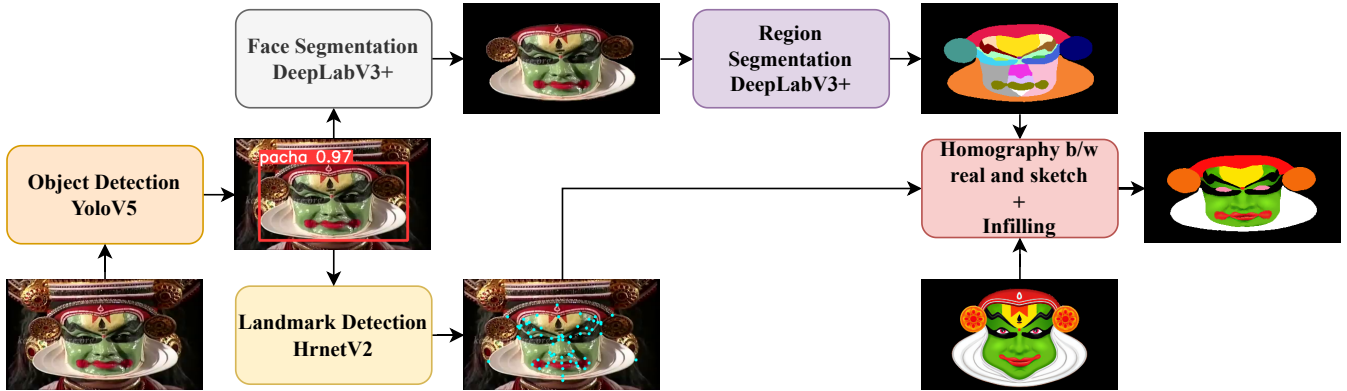 Face Segmentation
DeepLabV3+
Region
Segmentation
DeepLabV3+
Object Detection
YoloV5
pacha 0.97
Homography b/w
real and sketch
+
Infilling
Landmark Detection
HrnetV2